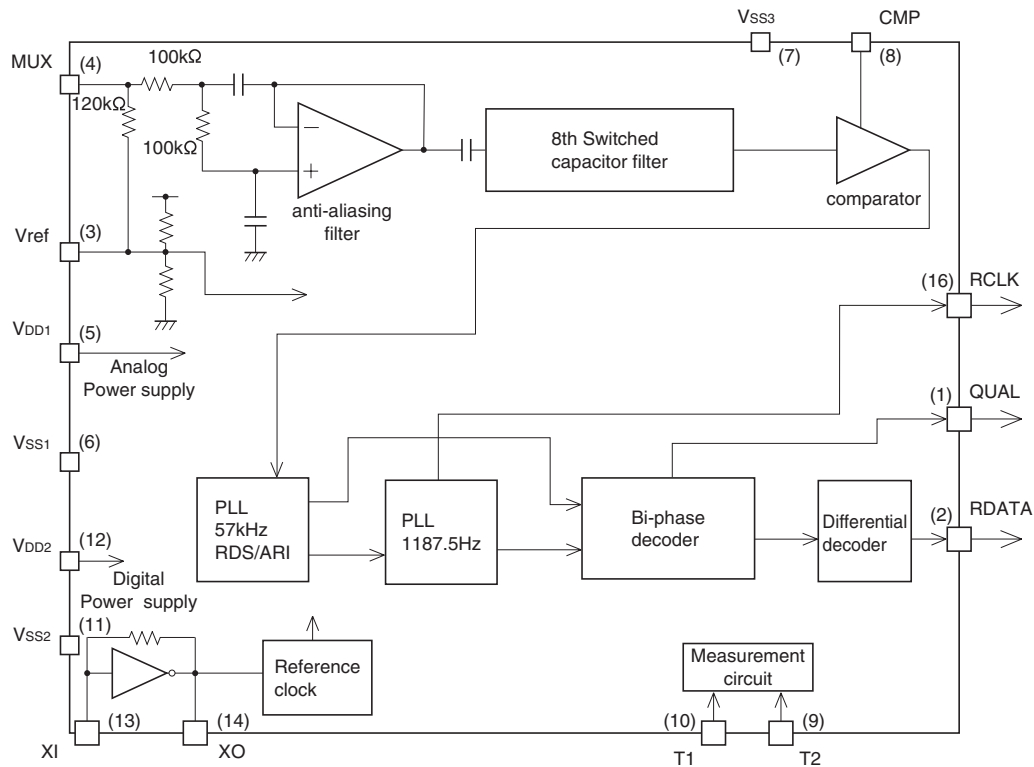 VSS3
CMP
MUX
(4)
100kΩ
(7)
(8)
120kΩ
100kΩ
8th Switched
capacitor filter
comparator
anti-aliasing
filter
Vref
(3)
(16)
RCLK
VDD1
(5)
Analog
Power supply
(1)
QUAL
VSS1
(6)
PLL
57kHz
RDS/ARI
PLL
1187.5Hz
Bi-phase
decoder
Differential
decoder
(2)
RDATA
VDD2
(12)
Digital
Power supply
VSS2
(11)
Reference
clock
Measurement
circuit
XI
(13)
(14)
XO
(10)
T1
(9)
T2